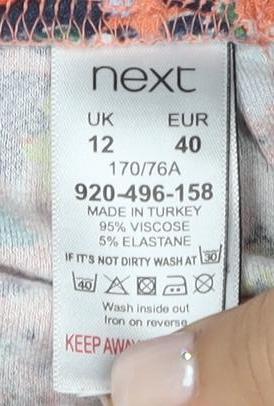 next
UK EUR
12 40
170/76A
920-496-158
MADE IN TURKEY
95% VISCOSE
5% ELASTANE
IF IT'S NOT DIRTY WASH AT 30
40
Wash inside out
Iron on reverse
KEEP AWAY